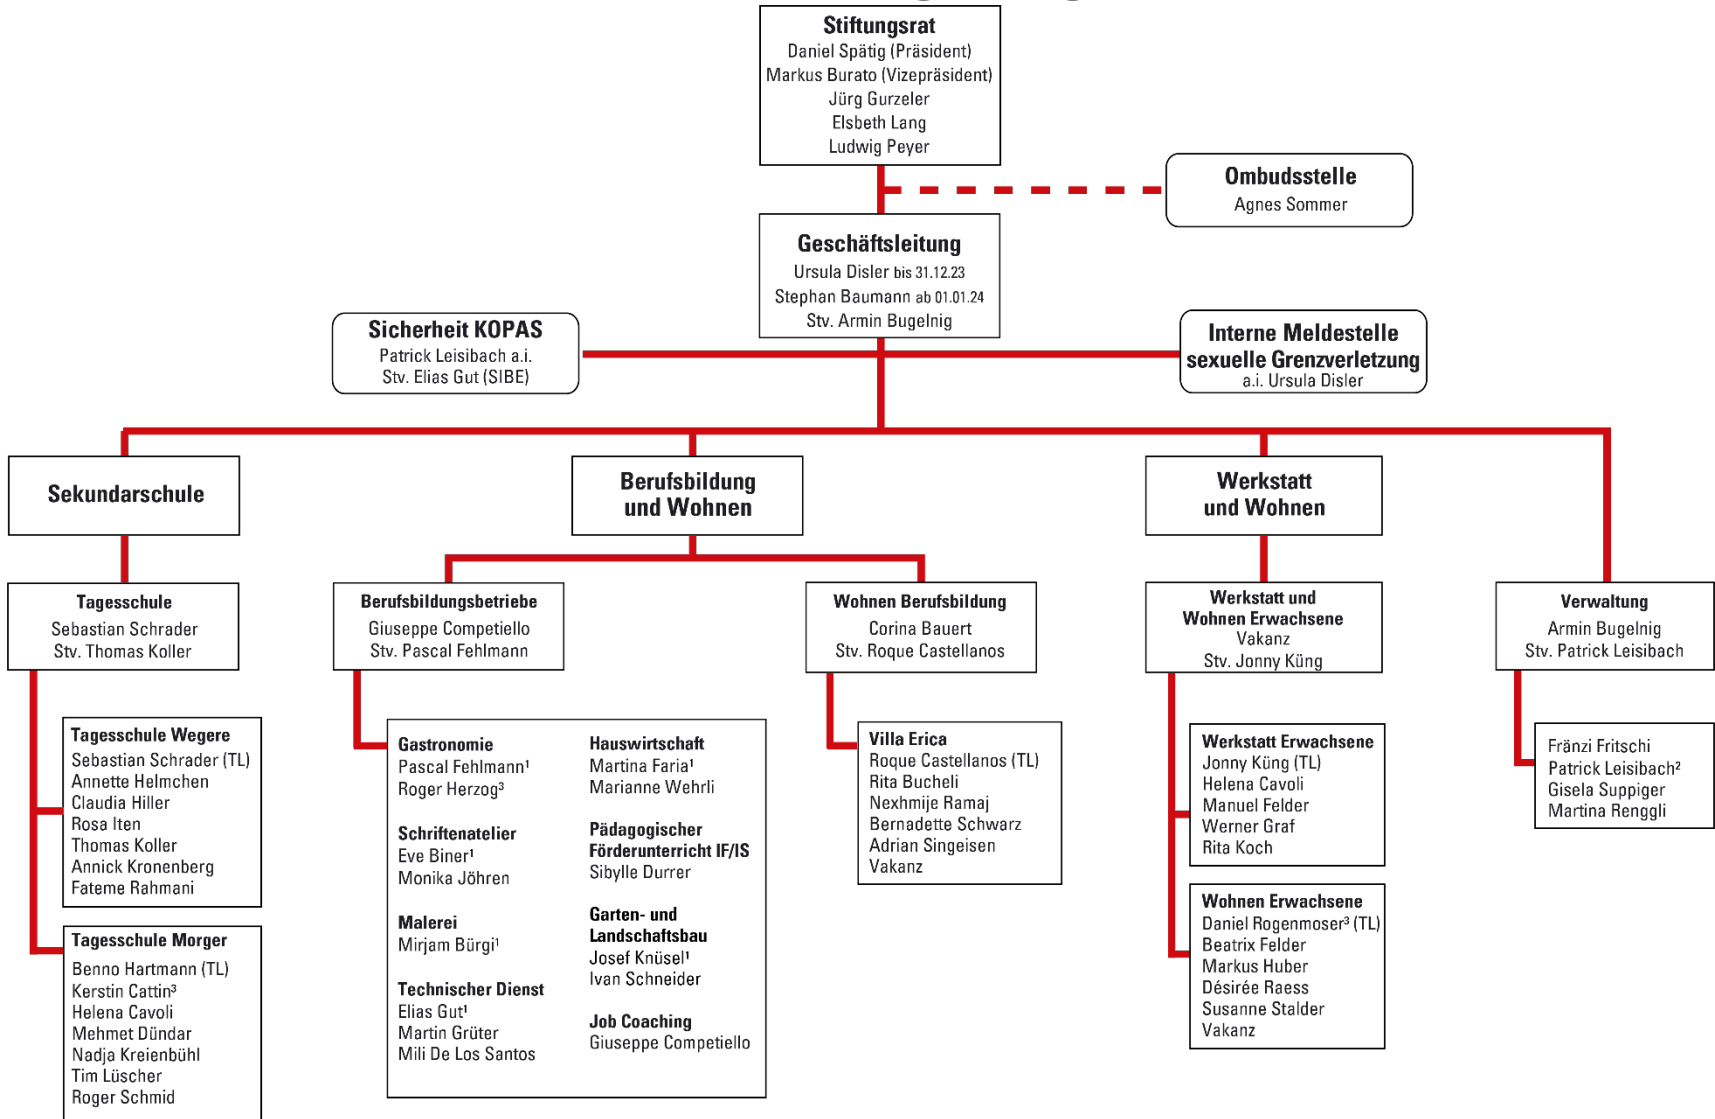 Stiftungsrat
Daniel Spätig (Präsident)
Markus Burato (Vizepräsident)
Jürg Gurzeler
Elsbeth Lang
Ludwig Peyer
Ombudsstelle
Agnes Sommer
Geschäftsleitung
Ursula Disler bis 31.12.23
Stephan Baumann ab 01.01.24
Stv. Armin Bugelnig
Sicherheit KOPAS
Patrick Leisibach a.i.
Stv. Elias Gut (SIBE)
Interne Meldestelle
sexuelle Grenzverletzung
a.i. Ursula Disler
Sekundarschule
Berufsbildung
und Wohnen
Werkstatt
und Wohnen
Tagesschule
Sebastian Schrader
Stv. Thomas Koller
Berufsbildungsbetriebe
Giuseppe Competiello
Stv. Pascal Fehlmann
Wohnen Berufsbildung
Corina Bauert
Stv. Roque Castellanos
Werkstatt und
Wohnen Erwachsene
Vakanz
Stv. Jonny Küng
Verwaltung
Armin Bugelnig
Stv. Patrick Leisibach
Tagesschule Wegere
Sebastian Schrader (TL)
Annette Helmchen
Claudia Hiller
Rosa Iten
Thomas Koller
Annick Kronenberg
Fateme Rahmani
Tagesschule Morger
Benno Hartmann (TL)
Kerstin Cattin³
Helena Cavoli
Mehmet Dündar
Nadja Kreienbühl
Tim Lüscher
Roger Schmid
Gastronomie
Pascal Fehlmann¹
Roger Herzog³
Schriftenatelier
Eve Biner¹
Monika Jöhren
Malerei
Mirjam Bürgi¹
Technischer Dienst
Elias Gut¹
Martin Grüter
Mili De Los Santos
Hauswirtschaft
Martina Faria¹
Marianne Wehrli
Pädagogischer
Förderunterricht IF/IS
Sibylle Durrer
Garten- und
Landschaftsbau
Josef Knüsel¹
Ivan Schneider
Job Coaching
Giuseppe Competiello
Villa Erica
Roque Castellanos (TL)
Rita Bucheli
Nexhmije Ramaj
Bernadette Schwarz
Adrian Singeisen
Vakanz
Werkstatt Erwachsene
Jonny Küng (TL)
Helena Cavoli
Manuel Felder
Werner Graf
Rita Koch
Wohnen Erwachsene
Daniel Rogenmoser³ (TL)
Beatrix Felder
Markus Huber
Désirée Raess
Susanne Stalder
Vakanz
Fränzi Fritschi
Patrick Leisibach²
Gisela Suppiger
Martina Renggli